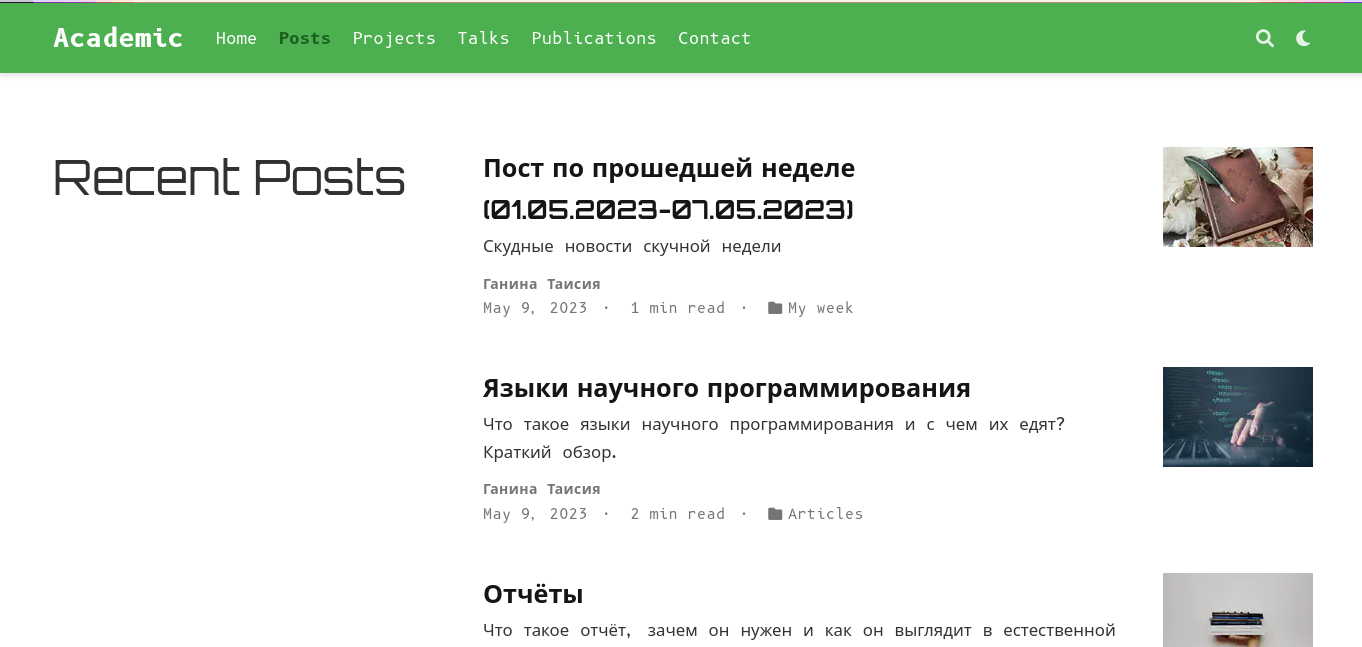 Academic Home Posts Projects Talks Publications Contact
Recent Posts
Пост по прошедшей неделе
(01.05.2023-07.05.2023)
Скудные новости скучной недели
Ганина Таисия
May 9, 2023 · 1 min read · My week
Языки научного программирования
Что такое языки научного программирования и с чем их едят?
Краткий обзор.
Ганина Таисия
May 9, 2023 · 2 min read · Articles
Отчёты
Что такое отчёт, зачем он нужен и как он выглядит в естественной